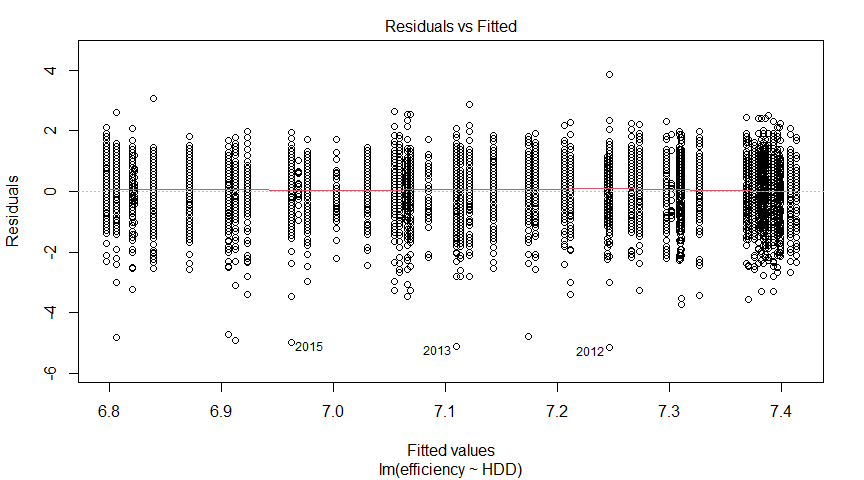 Residuals vs Fitted
Residuals
4
2
0
-2
-4
-6
2015
2013
2012
6.8 6.9 7.0 7.1 7.2 7.3 7.4
Fitted values
lm(efficiency ~ HDD)